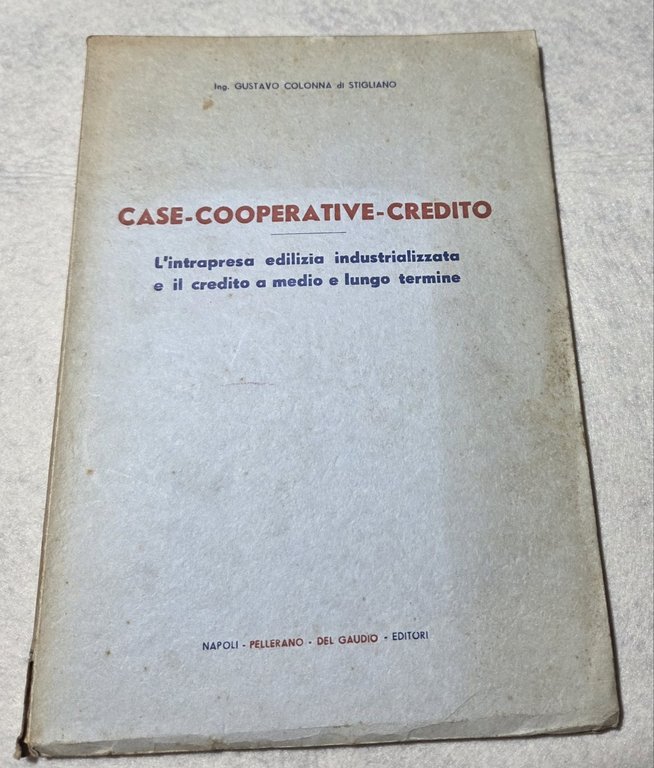 Ing. GUSTAVO COLONNA di STIGLIANO
CASE-COOPERATIVE-CREDITO
L'intrapresa edilizia industrializzata
e il credito a medio e lungo termine
NAPOLI - PELLERANO - DEL GAUDIO - EDITORI